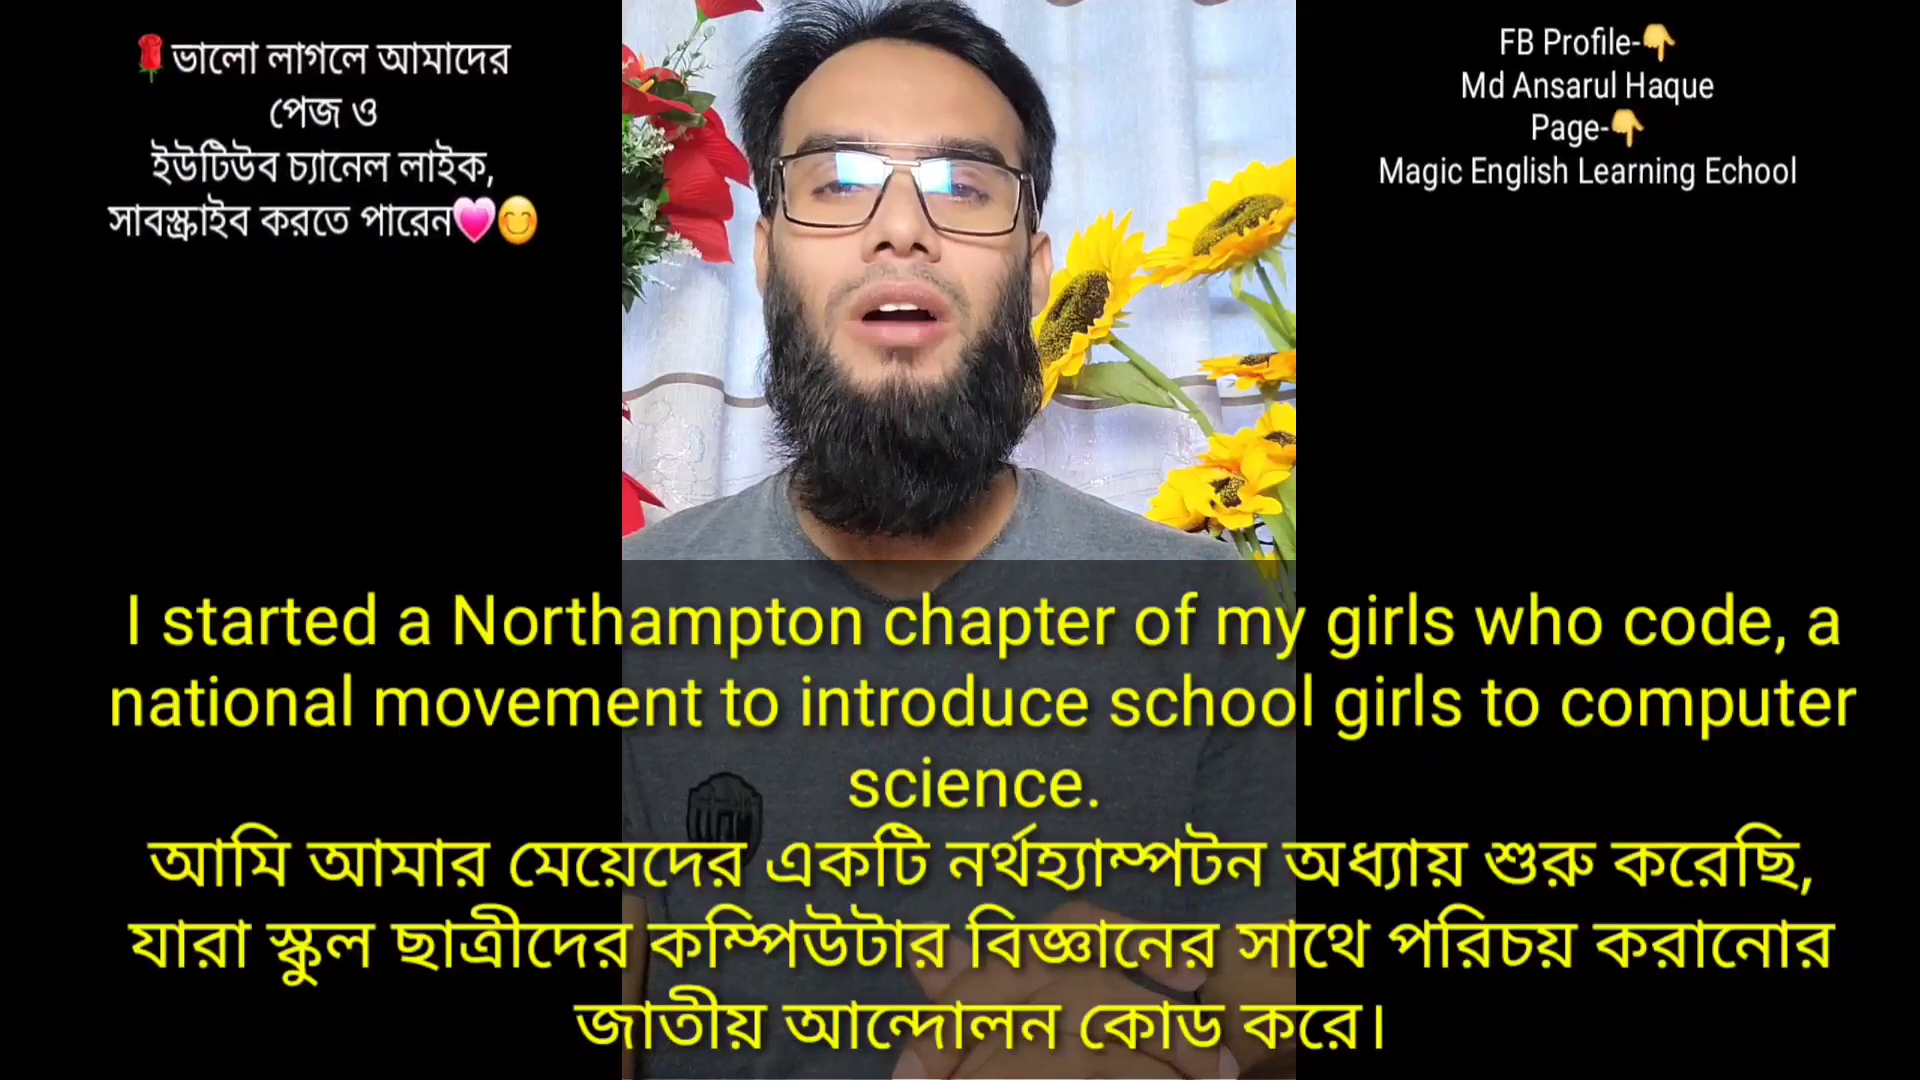 🌹ভালো লাগলে আমাদের
পেজ ও
ইউটিউব চ্যানেল লাইক,
সাবস্ক্রাইব করতে পারেন💗😊
FB Profile-👇
Md Ansarul Haque
Page-👇
Magic English Learning Echool
I started a Northampton chapter of my girls who code, a
national movement to introduce school girls to computer
science.
আমি আমার মেয়েদের একটি নর্থহ্যাম্পটন অধ্যায় শুরু করেছি,
যারা স্কুল ছাত্রীদের কম্পিউটার বিজ্ঞানের সাথে পরিচয় করানোর
জাতীয় আন্দোলন কোড করে।